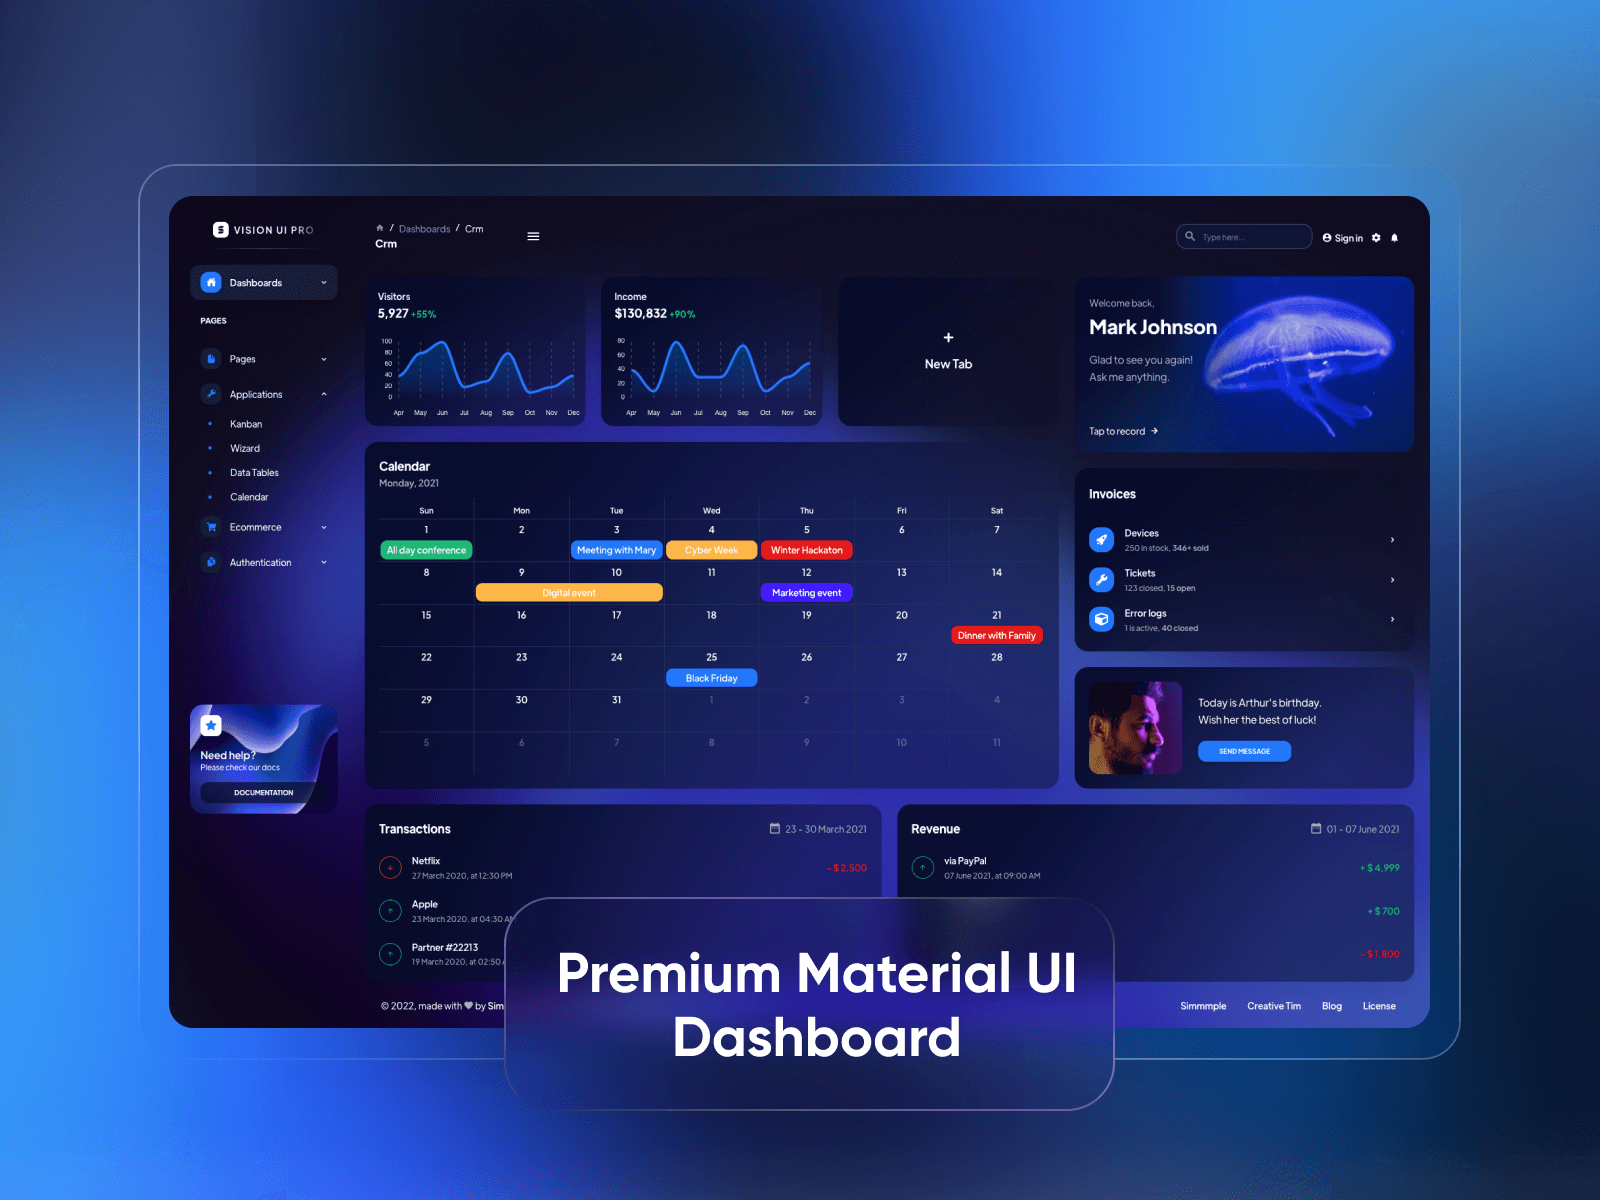 VISION UI PRO
/ Dashboards / Crm
Crm
Type here...
Sign in
Dashboards
PAGES
Pages
Applications
Kanban
Wizard
Data Tables
Calendar
Ecommerce
Authentication
Need help?
Please check our docs
DOCUMENTATION
Visitors
5,927 +55%
100
80
60
40
20
0
Apr May Jun Jul Aug Sep Oct Nov Dec
Income
$130,832 +90%
80
60
40
20
0
Apr May Jun Jul Aug Sep Oct Nov Dec
+
New Tab
Welcome back,
Mark Johnson
Glad to see you again!
Ask me anything.
Tap to record
Calendar
Monday, 2021
Sun Mon Tue Wed Thu Fri Sat
1 2 3 4 5 6 7
All day conference Meeting with Mary Cyber Week Winter Hackaton
8 9 10 11 12 13 14
Digital event Marketing event
15 16 17 18 19 20 21
Dinner with Family
22 23 24 25 26 27 28
Black Friday
29 30 31 1 2 3 4
5 6 7 8 9 10 11
Invoices
Devices
250 in stock, 346+ sold
Tickets
123 closed, 15 open
Error logs
1 is active, 40 closed
Today is Arthur's birthday.
Wish her the best of luck!
SEND MESSAGE
Transactions
23 - 30 March 2021
Netflix
27 March 2020, at 12:30 PM
- $ 2,500
Apple
23 March 2020, at 04:30 AM
Partner #22213
19 March 2020, at 02:50
Revenue
01 - 07 June 2021
via PayPal
07 June 2021, at 09:00 AM
+ $ 4,999
+ $ 700
- $ 1,800
© 2022, made with by Sim
Simmmple Creative Tim Blog License
Premium Material UI
Dashboard